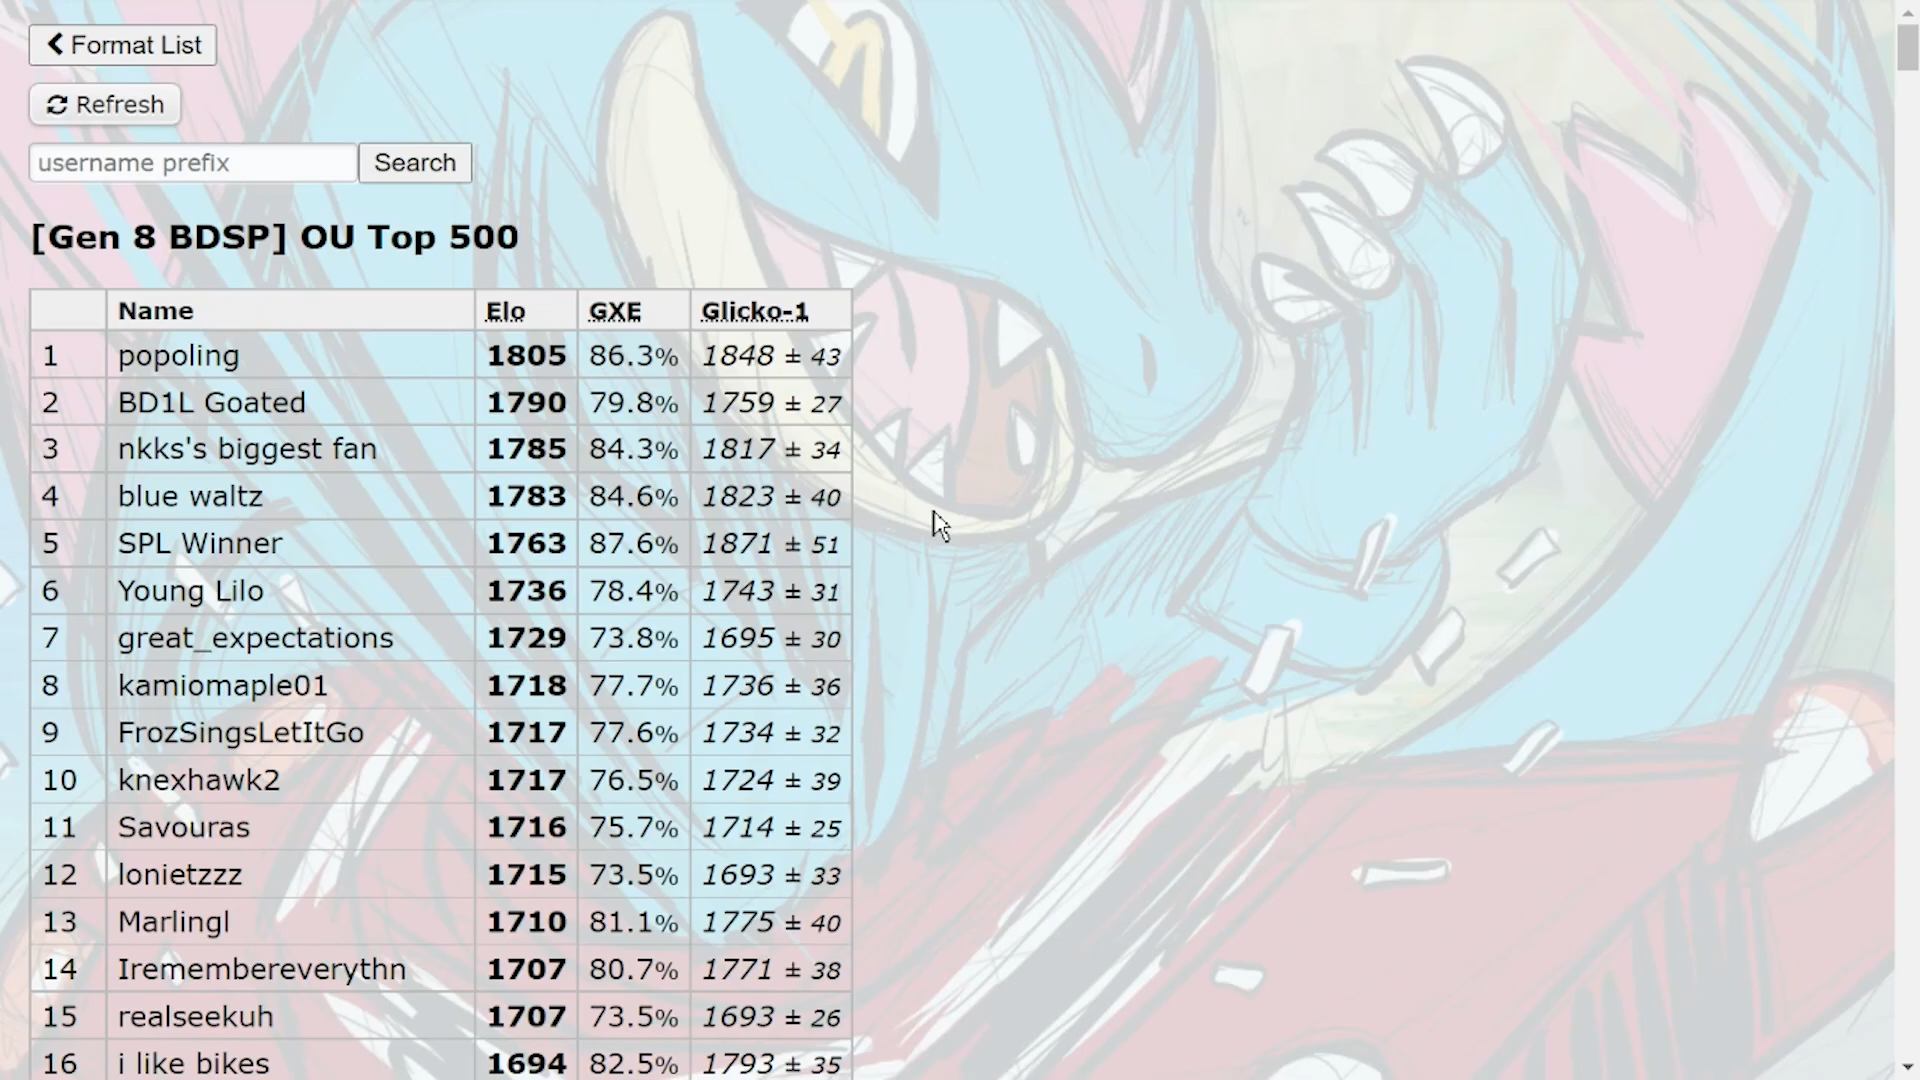 Format List
Refresh
username prefix Search
[Gen 8 BDSP] OU Top 500
Name Elo GXE Glicko-1
1 popoling 1805 86.3% 1848 ± 43
2 BD1L Goated 1790 79.8% 1759 ± 27
3 nkks's biggest fan 1785 84.3% 1817 ± 34
4 blue waltz 1783 84.6% 1823 ± 40
5 SPL Winner 1763 87.6% 1871 ± 51
6 Young Lilo 1736 78.4% 1743 ± 31
7 great_expectations 1729 73.8% 1695 ± 30
8 kamiomaple01 1718 77.7% 1736 ± 36
9 FrozSingsLetItGo 1717 77.6% 1734 ± 32
10 knexhawk2 1717 76.5% 1724 ± 39
11 Savouras 1716 75.7% 1714 ± 25
12 lonietzzz 1715 73.5% 1693 ± 33
13 Marlingl 1710 81.1% 1775 ± 40
14 Iremembereverythn 1707 80.7% 1771 ± 38
15 realseekuh 1707 73.5% 1693 ± 26
16 i like bikes 1694 82.5% 1793 ± 35